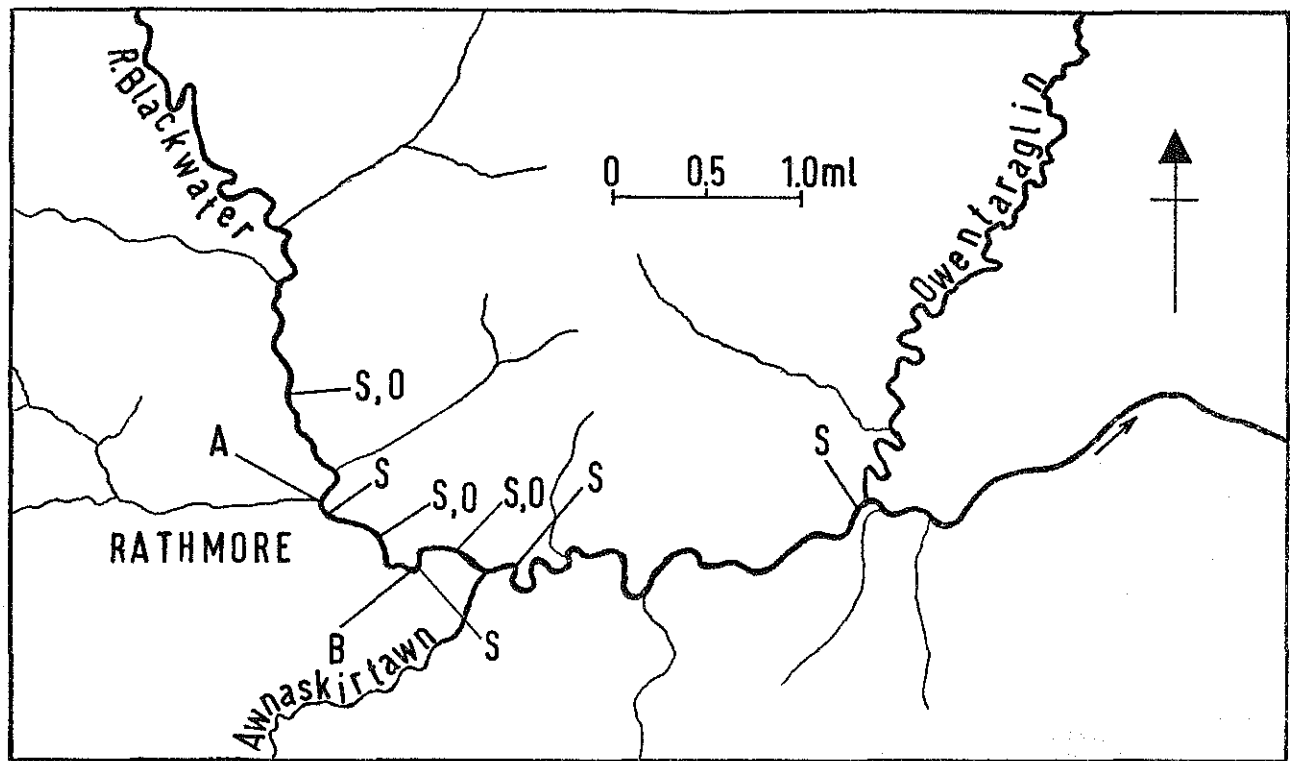 R. Blackwater
Owentaraglin
0 0.5 1.0ml
S,O
A
S
S,O
S,O
S
S
RATHMORE
B
S
Awnaskirtawn